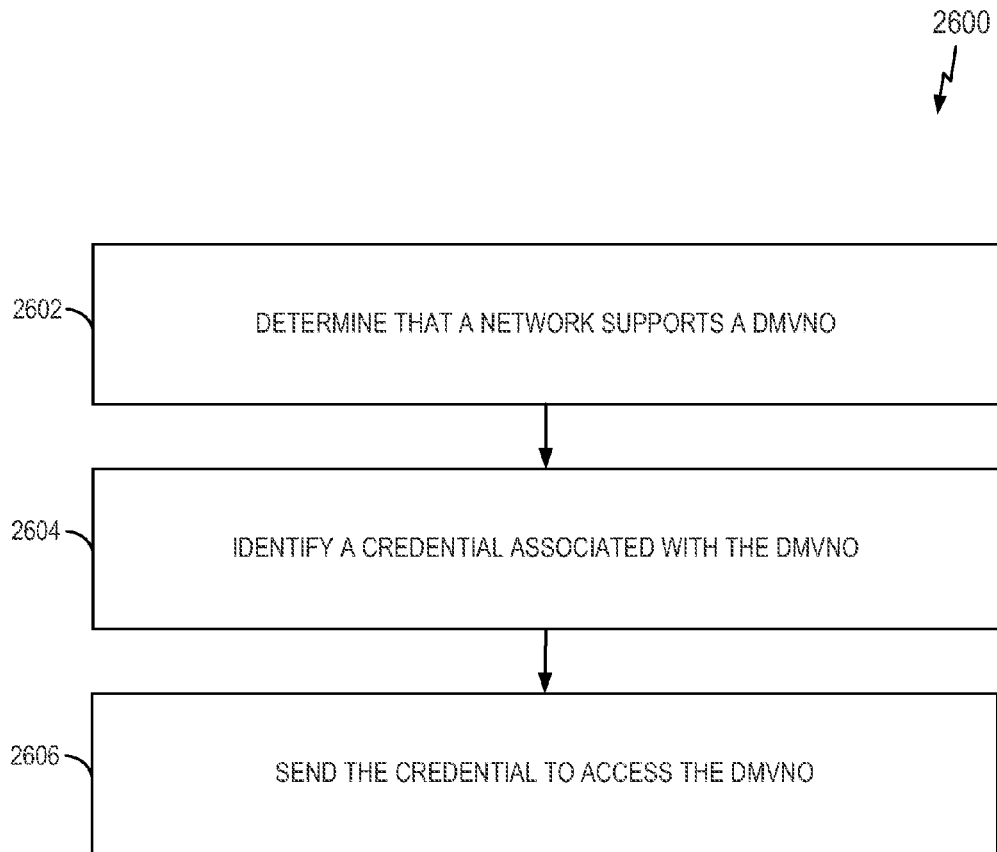 2600
2602
DETERMINE THAT A NETWORK SUPPORTS A DMVNO
2604
IDENTIFY A CREDENTIAL ASSOCIATED WITH THE DMVNO
2606
SEND THE CREDENTIAL TO ACCESS THE DMVNO